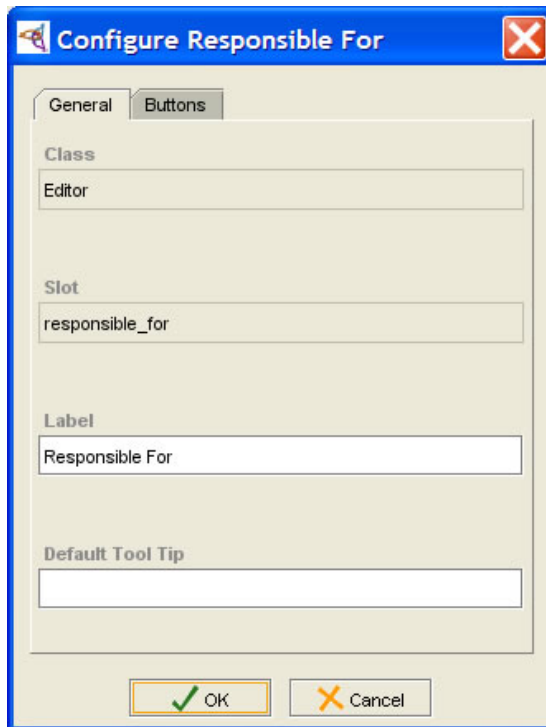 Configure Responsible For
General Buttons
Class
Editor
Slot
responsible_for
Label
Responsible For
Default Tool Tip
OK Cancel